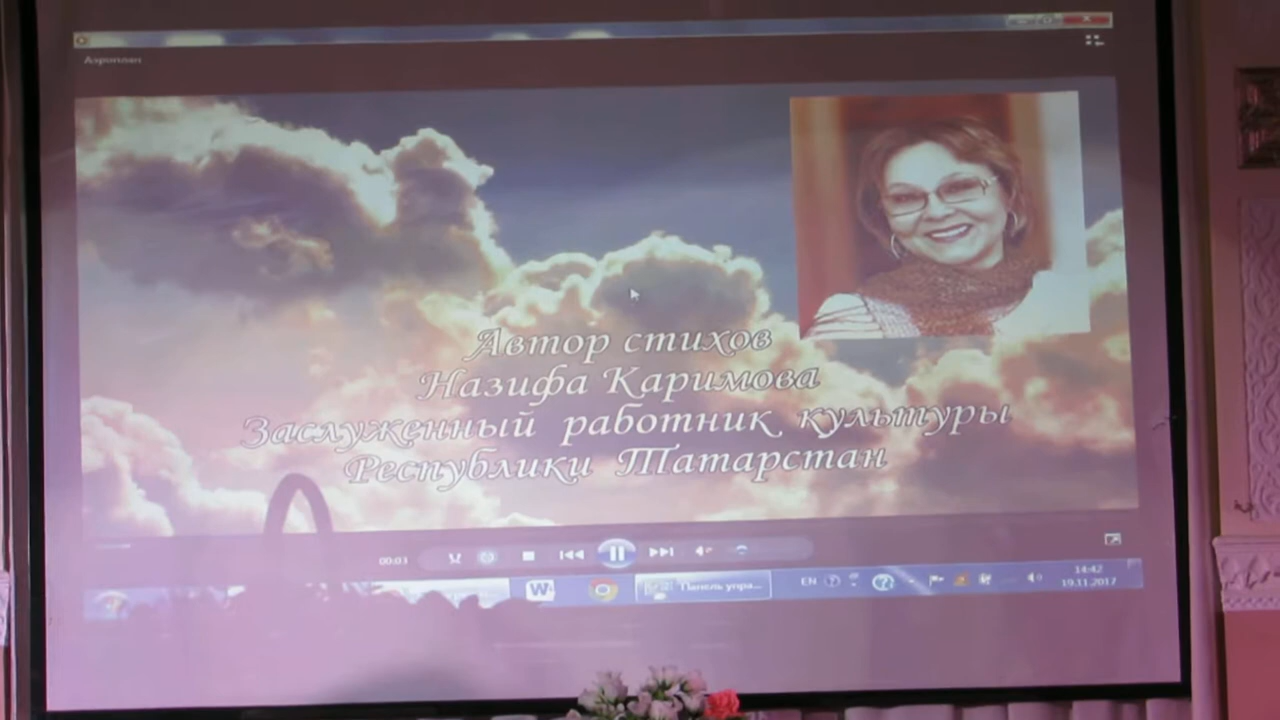 Автор стихов
Назифа Каримова
Заслуженный работник культуры
Республики Татарстан
00:03
W
Панель упра...
EN
14:42
19.11.2017